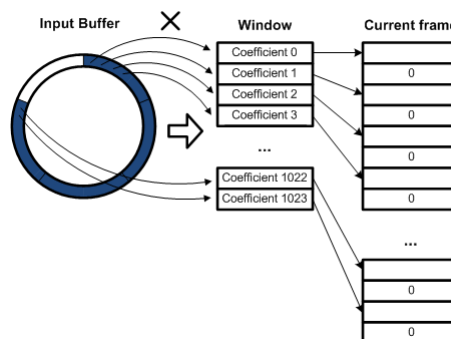 Input Buffer
Window
Current frame
Coefficient 0
Coefficient 1
0
Coefficient 2
Coefficient 3
0
...
0
Coefficient 1022
Coefficient 1023
0
...
0
0